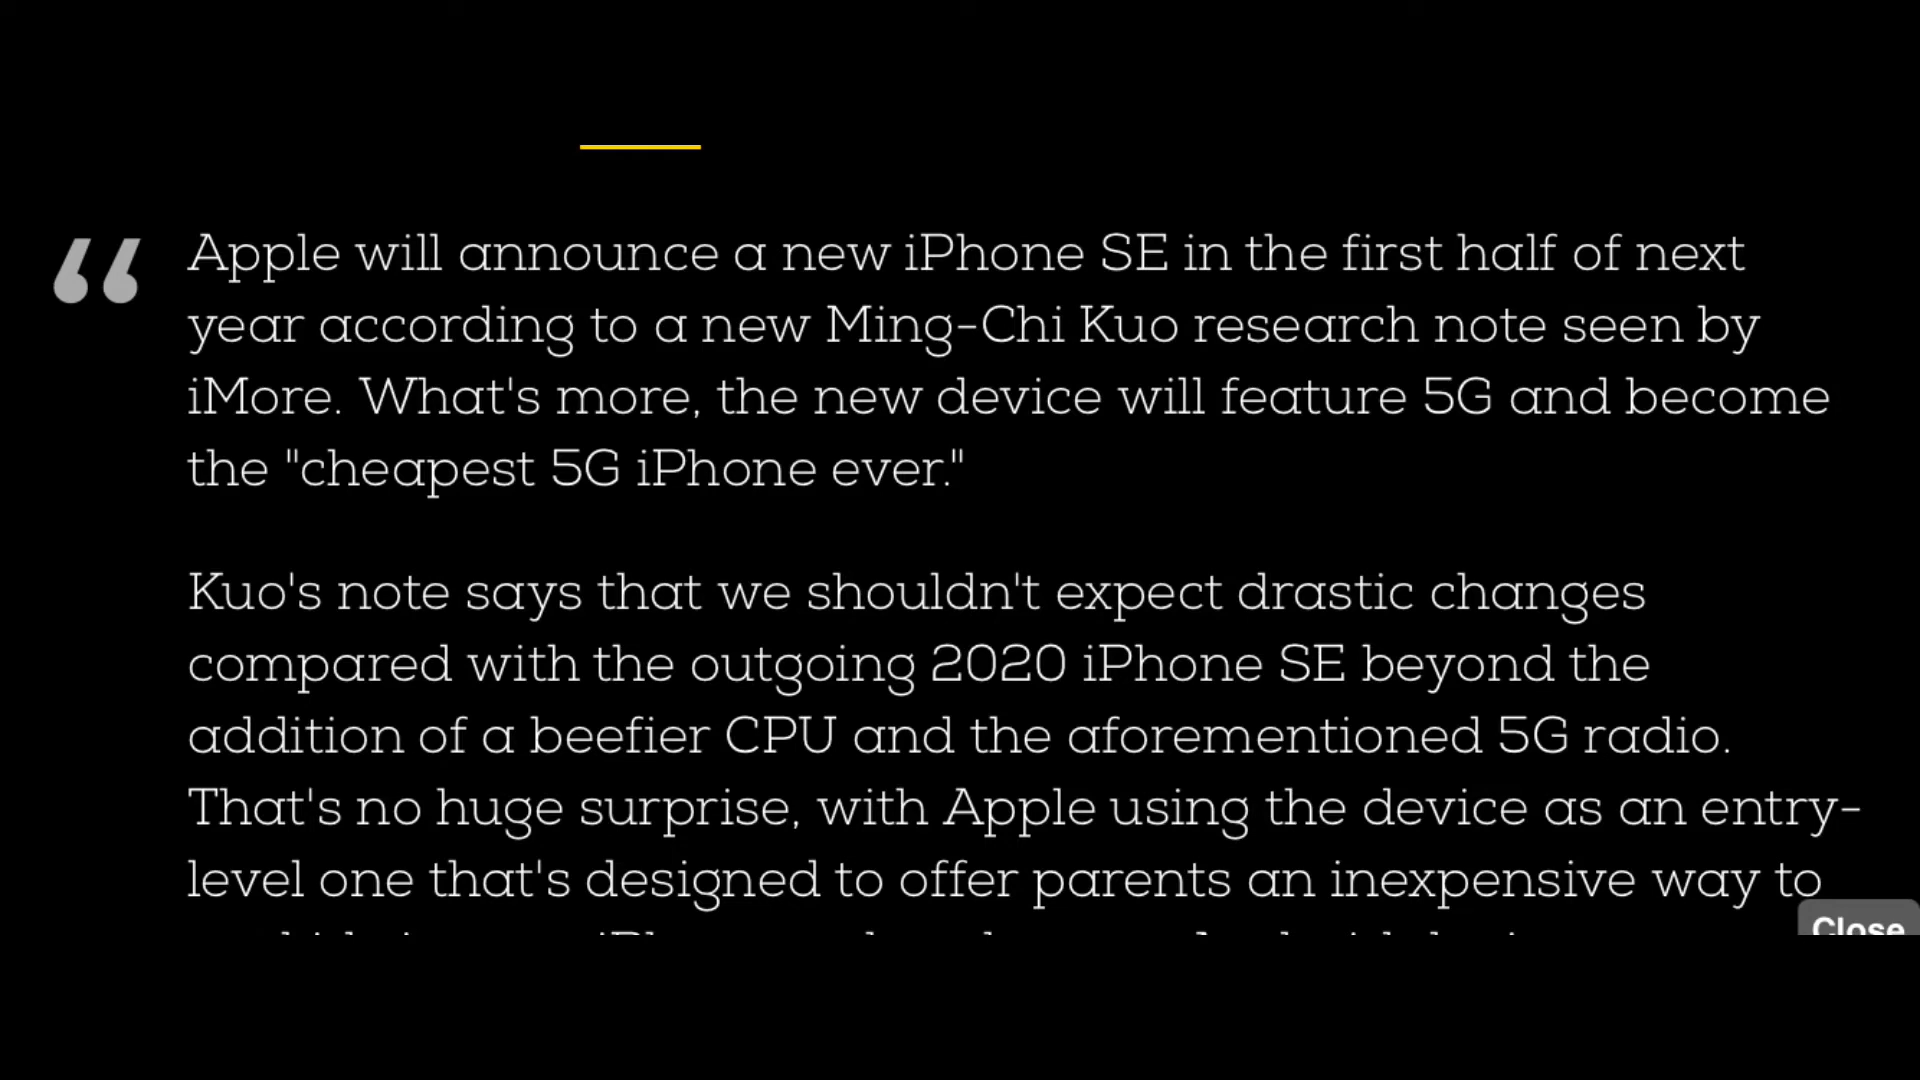 “
Apple will announce a new iPhone SE in the first half of next
year according to a new Ming-Chi Kuo research note seen by
iMore. What's more, the new device will feature 5G and become
the "cheapest 5G iPhone ever."
Kuo's note says that we shouldn't expect drastic changes
compared with the outgoing 2020 iPhone SE beyond the
addition of a beefier CPU and the aforementioned 5G radio.
That's no huge surprise, with Apple using the device as an entry-
level one that's designed to offer parents an inexpensive way to
Close